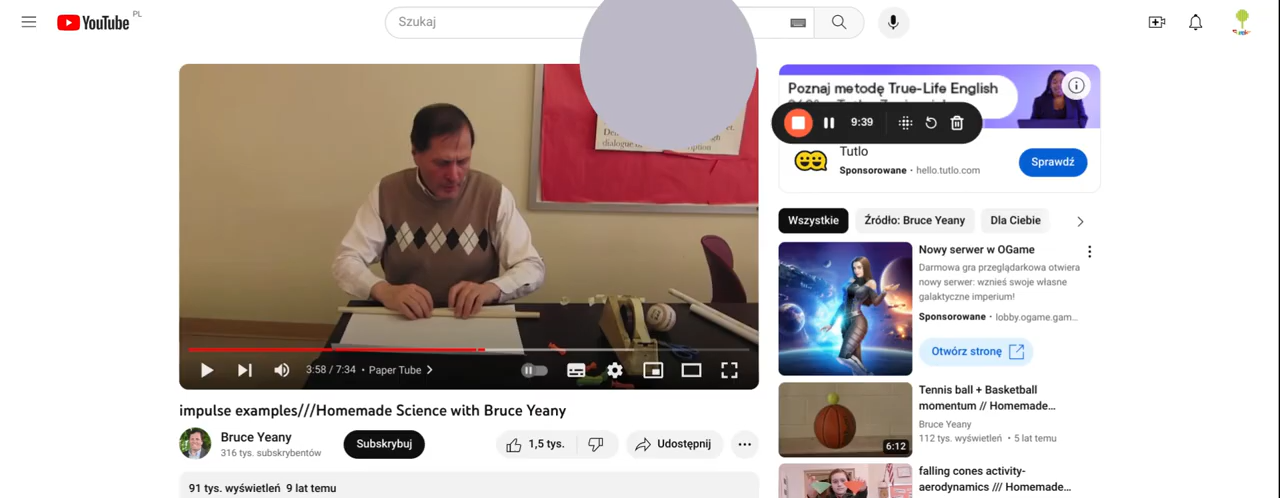 YouTube PL
Szukaj
det.
Def
dialogue
ription
3:58 / 7:34 • Paper Tube
impulse examples///Homemade Science with Bruce Yeany
Bruce Yeany
316 tys. subskrybentów
Subskrybuj
1,5 tys.
Udostępnij
91 tys. wyświetleń 9 lat temu
Poznaj metodę True-Life English
9:39
Tutlo
Sponsorowane • hello.tutlo.com
Sprawdź
Wszystkie
Źródło: Bruce Yeany
Dla Ciebie
Nowy serwer w OGame
Darmowa gra przeglądarkowa otwiera
nowy serwer: wznieś swoje własne
galaktyczne imperium!
Sponsorowane • lobby.ogame.gam...
Otwórz stronę
Tennis ball + Basketball
momentum // Homemade...
Bruce Yeany
112 tys. wyświetleń • 5 lat temu
6:12
falling cones activity-
aerodynamics /// Homemade...